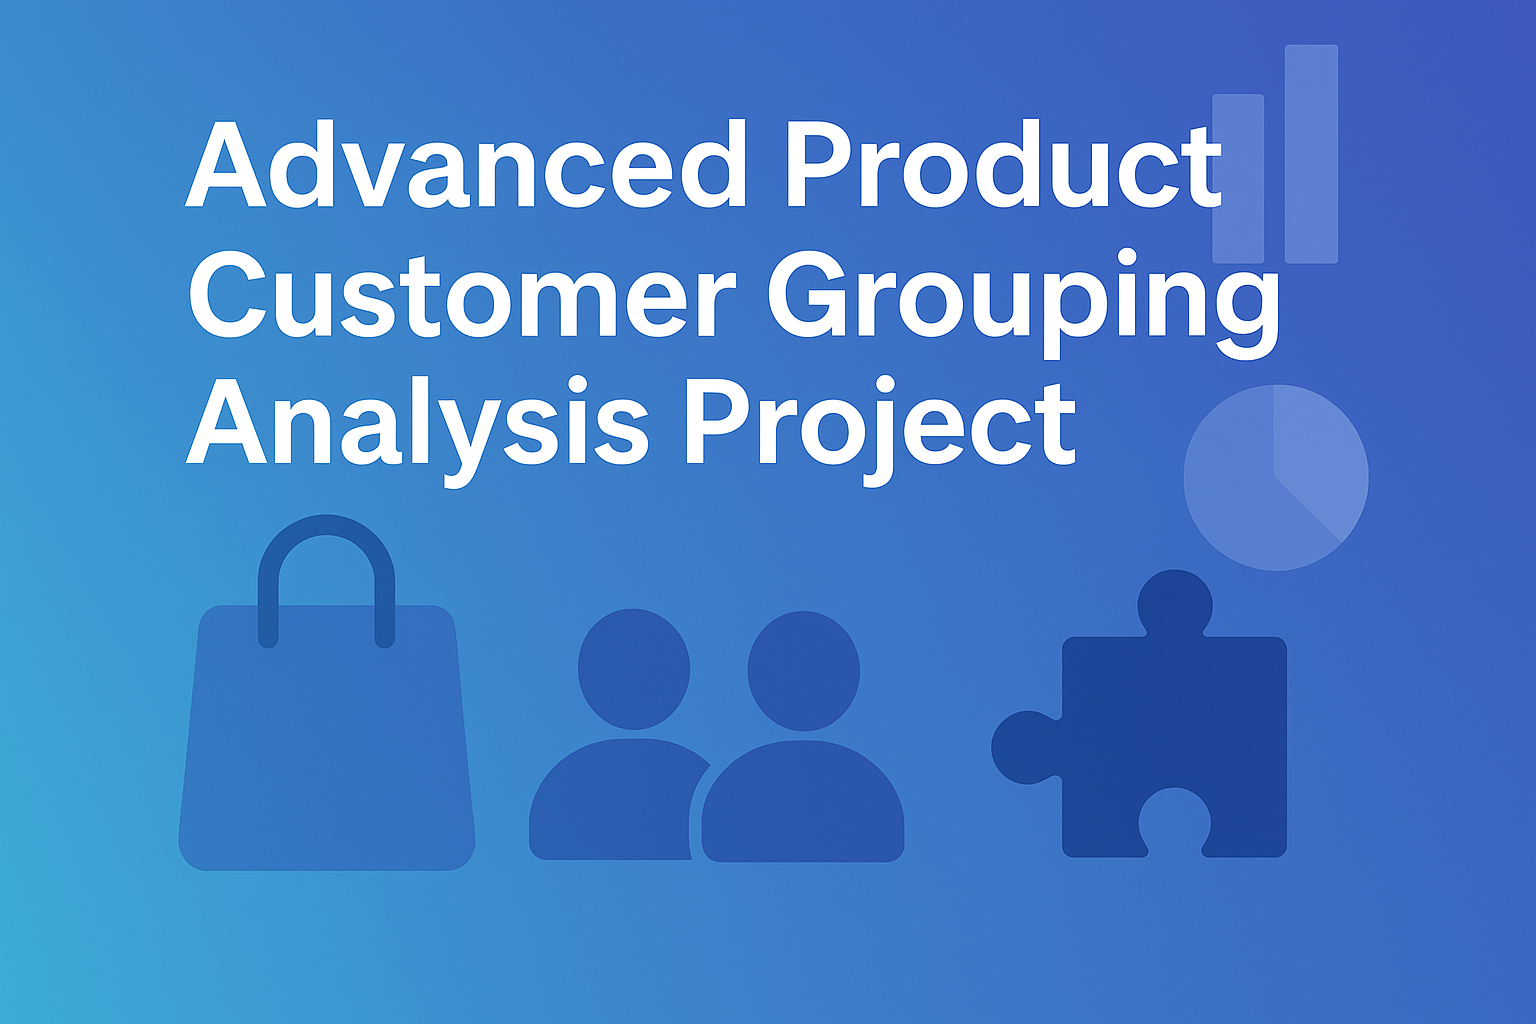 Advanced Product
Customer Grouping
Analysis Project